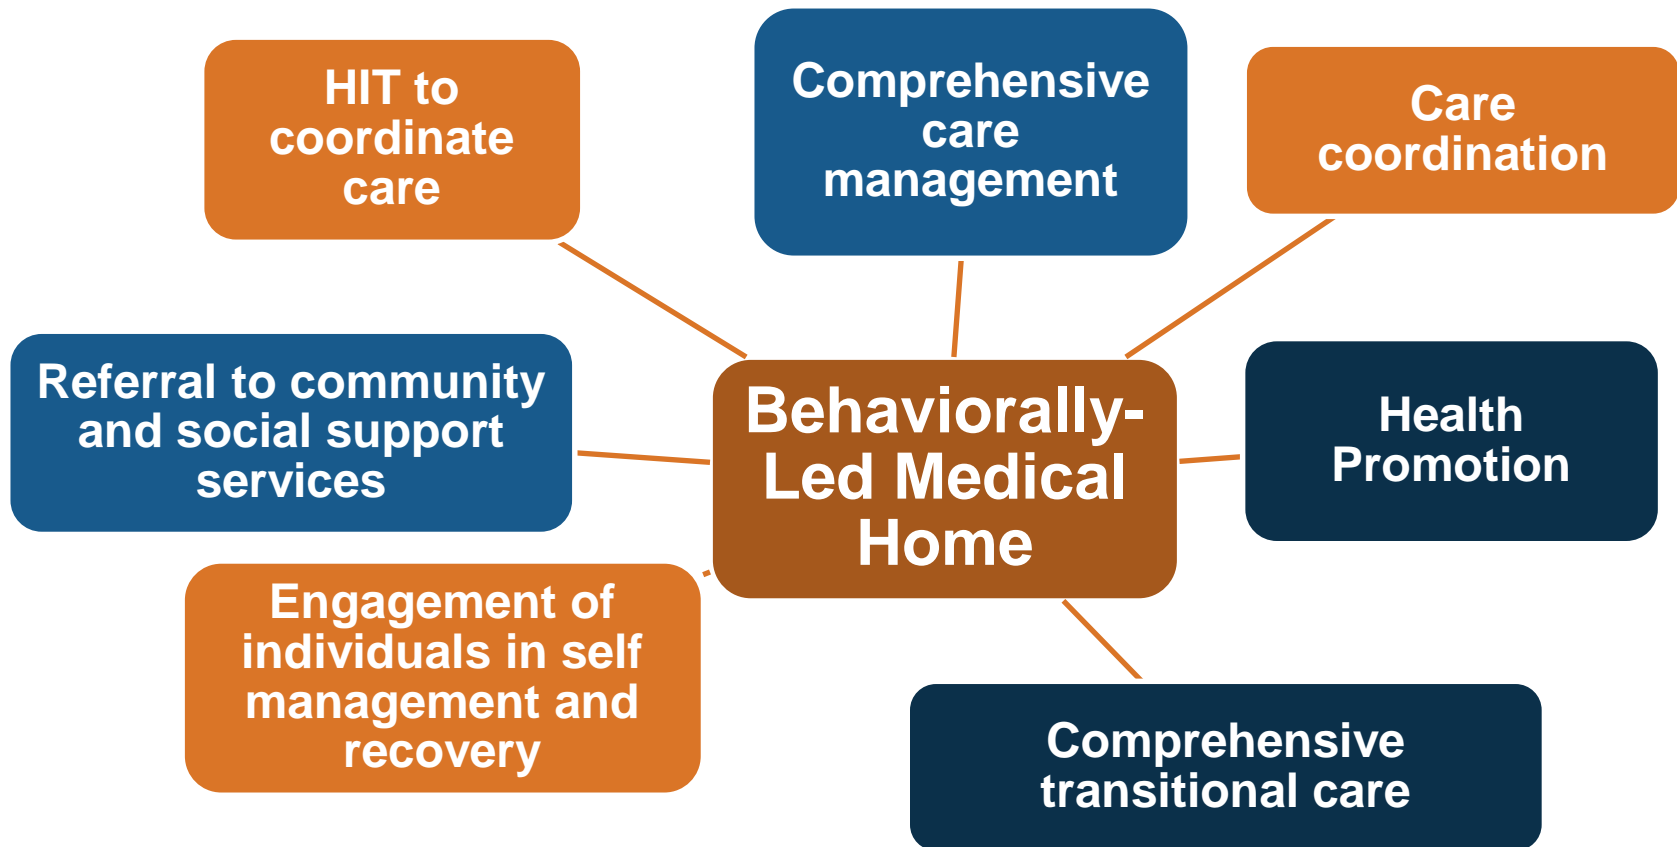 HIT to
coordinate
care
Comprehensive
care
management
Care
coordination
Referral to community
and social support
services
Behaviorally-
Led Medical
Home
Health
Promotion
Engagement of
individuals in self
management and
recovery
Comprehensive
transitional care